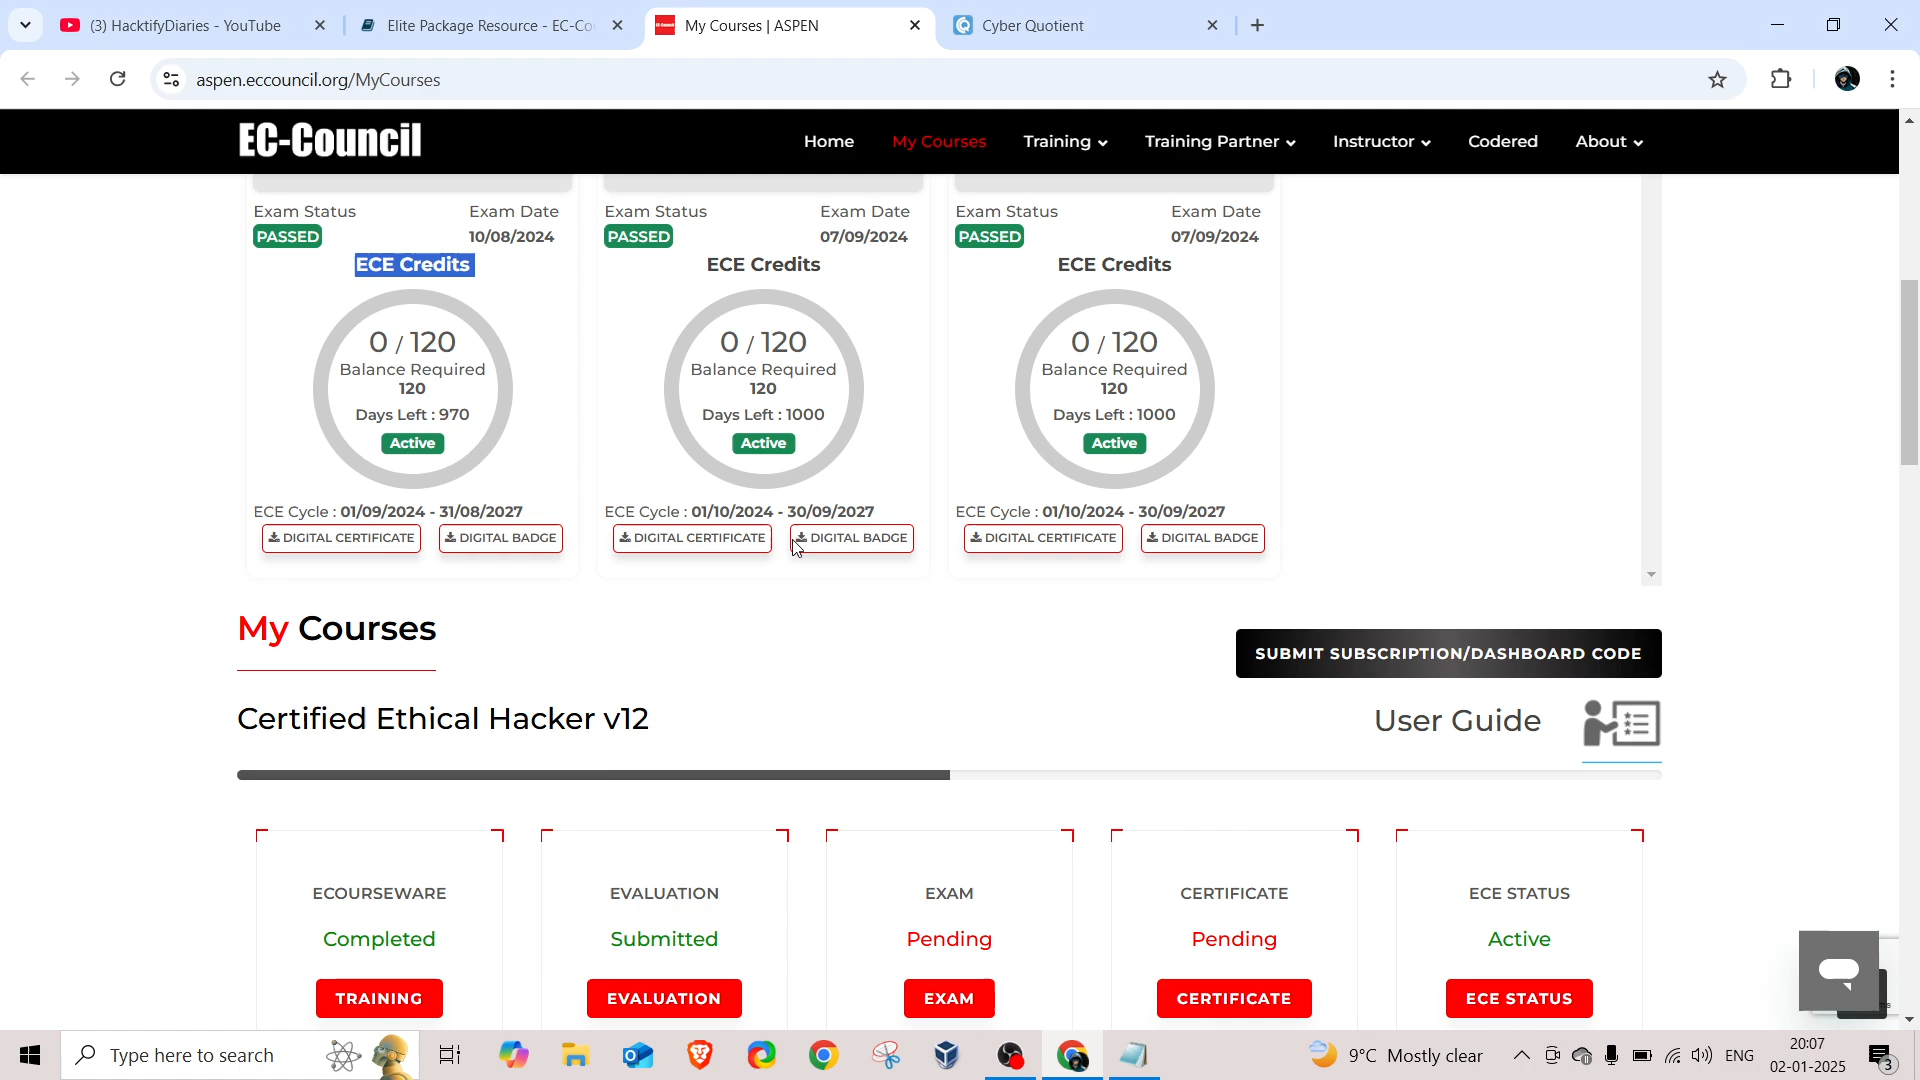 (3) HacktifyDiaries - YouTube
Elite Package Resource - EC-Co
My Courses | ASPEN
Cyber Quotient
aspen.eccouncil.org/MyCourses
EC-Council
Home
My Courses
Training
Training Partner
Instructor
Codered
About
Exam Status Exam Date
PASSED 10/08/2024
ECE Credits
0 / 120
Balance Required
120
Days Left : 970
Active
ECE Cycle : 01/09/2024 - 31/08/2027
DIGITAL CERTIFICATE DIGITAL BADGE
Exam Status Exam Date
PASSED 07/09/2024
ECE Credits
0 / 120
Balance Required
120
Days Left : 1000
Active
ECE Cycle : 01/10/2024 - 30/09/2027
DIGITAL CERTIFICATE DIGITAL BADGE
Exam Status Exam Date
PASSED 07/09/2024
ECE Credits
0 / 120
Balance Required
120
Days Left : 1000
Active
ECE Cycle : 01/10/2024 - 30/09/2027
DIGITAL CERTIFICATE DIGITAL BADGE
My Courses
SUBMIT SUBSCRIPTION/DASHBOARD CODE
Certified Ethical Hacker v12
User Guide
ECOURSEWARE
Completed
TRAINING
EVALUATION
Submitted
EVALUATION
EXAM
Pending
EXAM
CERTIFICATE
Pending
CERTIFICATE
ECE STATUS
Active
ECE STATUS
Type here to search
9°C Mostly clear
ENG
20:07
02-01-2025
3